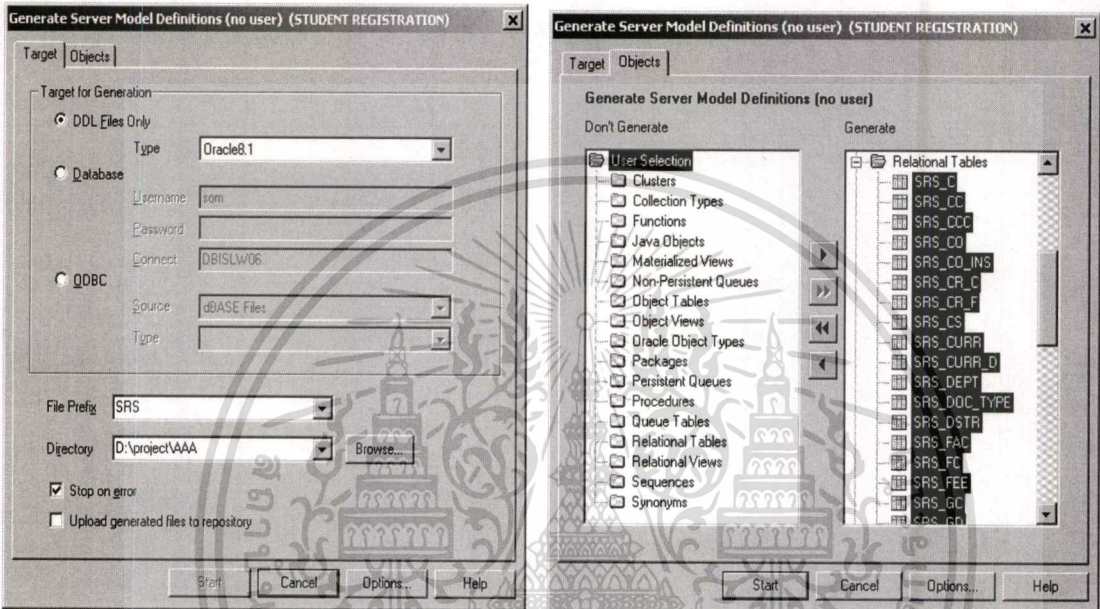 Generate Server Model Definitions (no user) (STUDENT REGISTRATION)
Target
Objects
Target for Generation
DDL Files Only
Type
Oracle8.1
Database
Username
som
Password
Connect
DBISLW06
ODBC
Source
dBASE Files
Type
File Prefix
SRS
Directory
D:\project\AAA
Browse...
Stop on error
Upload generated files to repository
Start
Cancel
Options...
Help
Generate Server Model Definitions (no user) (STUDENT REGISTRATION)
Target
Objects
Generate Server Model Definitions (no user)
Don't Generate
User Selection
Clusters
Collection Types
Functions
Java Objects
Materialized Views
Non-Persistent Queues
Object Tables
Object Views
Oracle Object Types
Packages
Persistent Queues
Procedures
Queue Tables
Relational Tables
Relational Views
Sequences
Synonyms
Generate
Relational Tables
SRS_C
SRS_CC
SRS_CCC
SRS_CO
SRS_CO_INS
SRS_CR_C
SRS_CR_F
SRS_CS
SRS_CURR
SRS_CURR_D
SRS_DEPT
SRS_DOC_TYPE
SRS_DSTR
SRS_FAC
SRS_FC
SRS_FEE
SRS_GC
Start
Cancel
Options...
Help